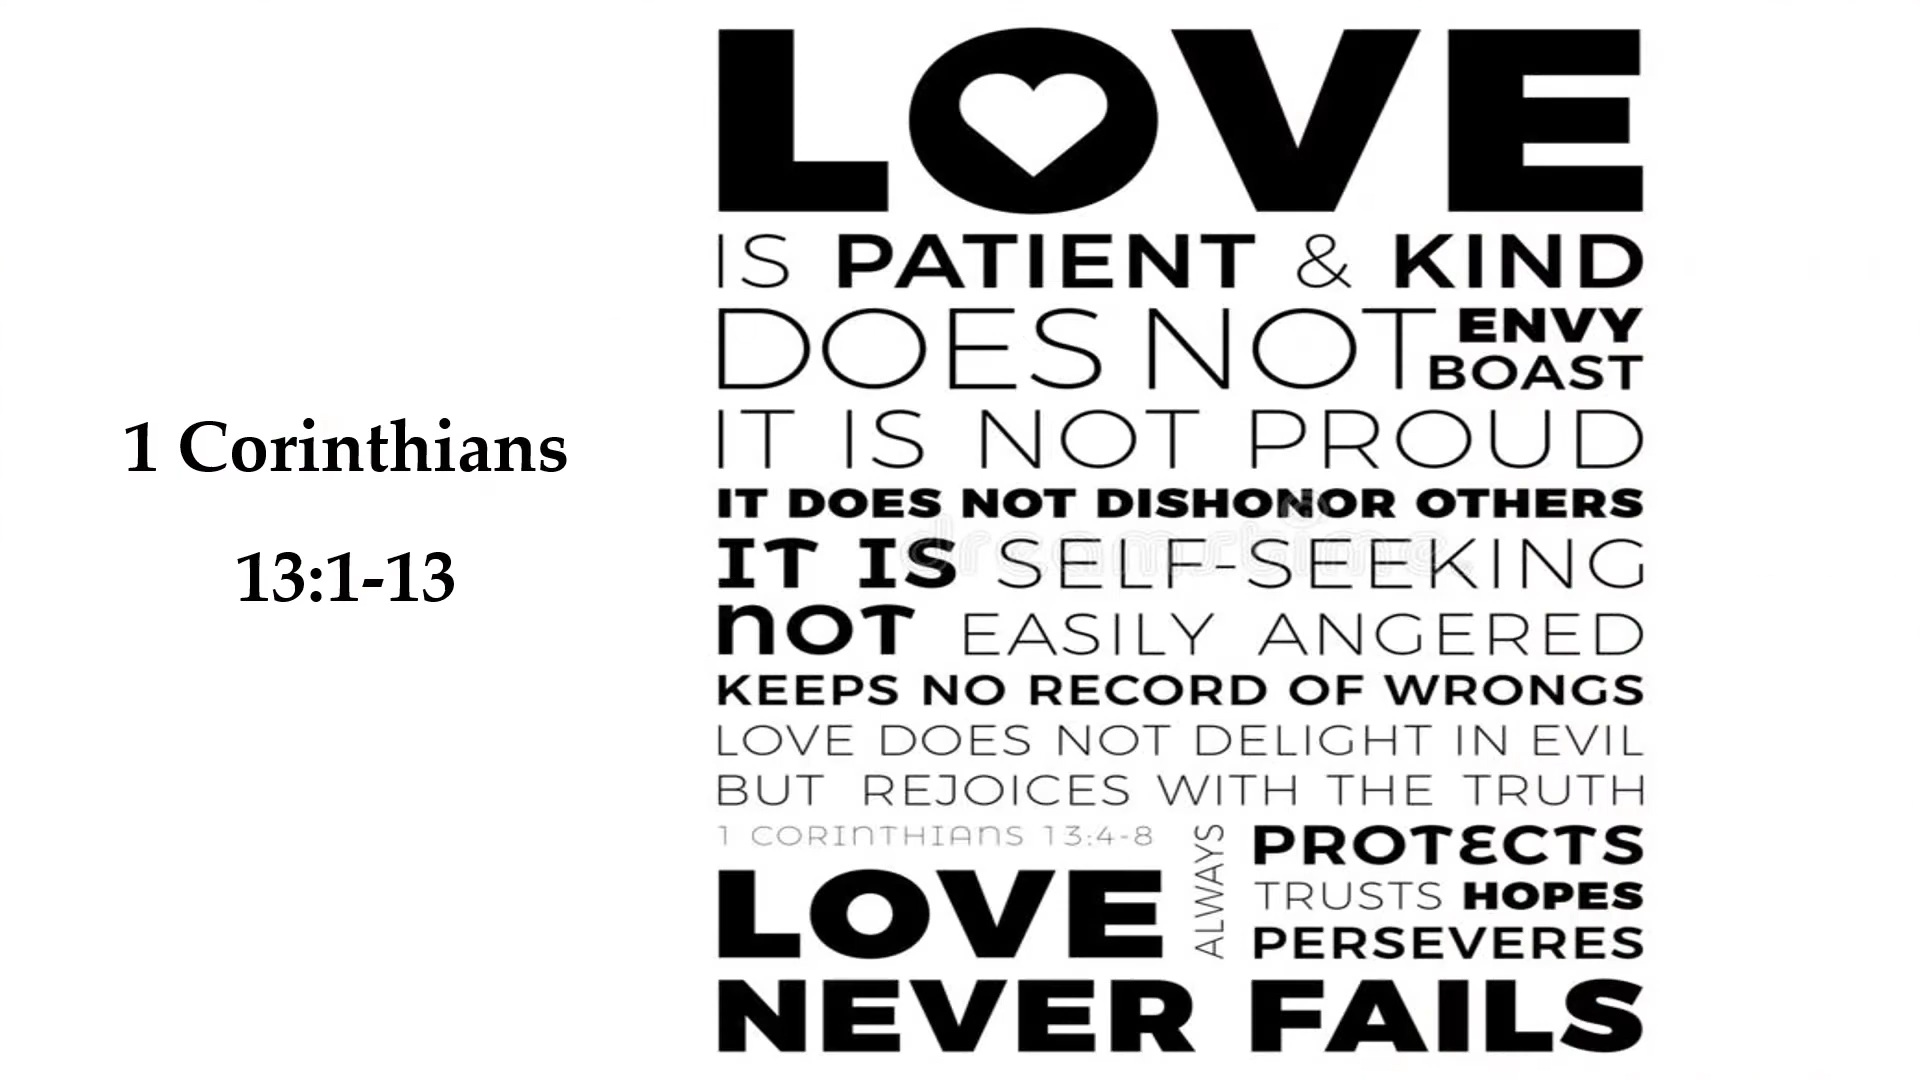 1 Corinthians
13:1-13
LOVE
IS PATIENT & KIND
DOES NOT ENVY
BOAST
IT IS NOT PROUD
IT DOES NOT DISHONOR OTHERS
IT IS SELF-SEEKING
NOT EASILY ANGERED
KEEPS NO RECORD OF WRONGS
LOVE DOES NOT DELIGHT IN EVIL
BUT REJOICES WITH THE TRUTH
1 CORINTHIANS 13:4-8
LOVE
ALWAYS
PROTECTS
TRUSTS HOPES
PERSEVERES
NEVER FAILS
dreamstime